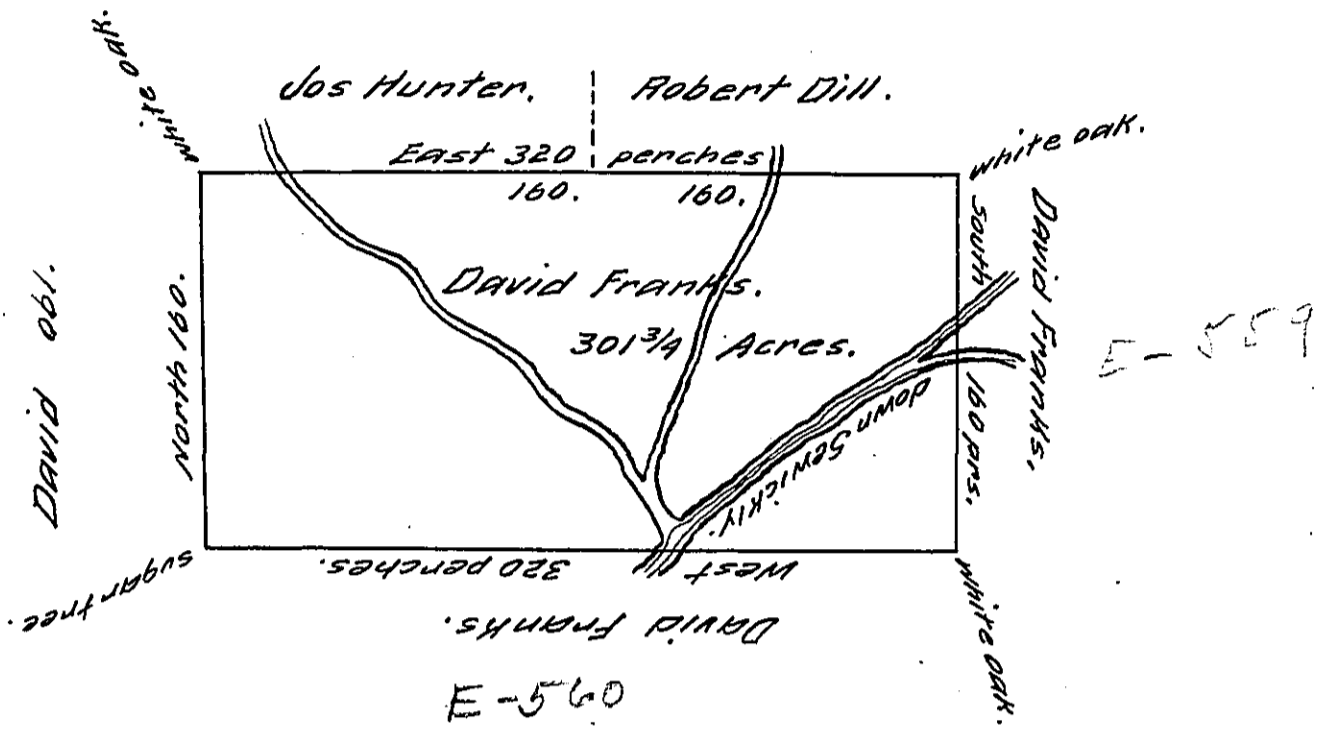 white oak.
Jos Hunter.
Robert Dill.
East 320 perches
160.
160.
white oak.
David Franks.
301 3/4 Acres.
South 160 prs.
David Franks.
E-559
David Ogl.
North 160.
down Sewickly.
sugar tree.
West 320 perches.
white oak.
David Franks.
E-560